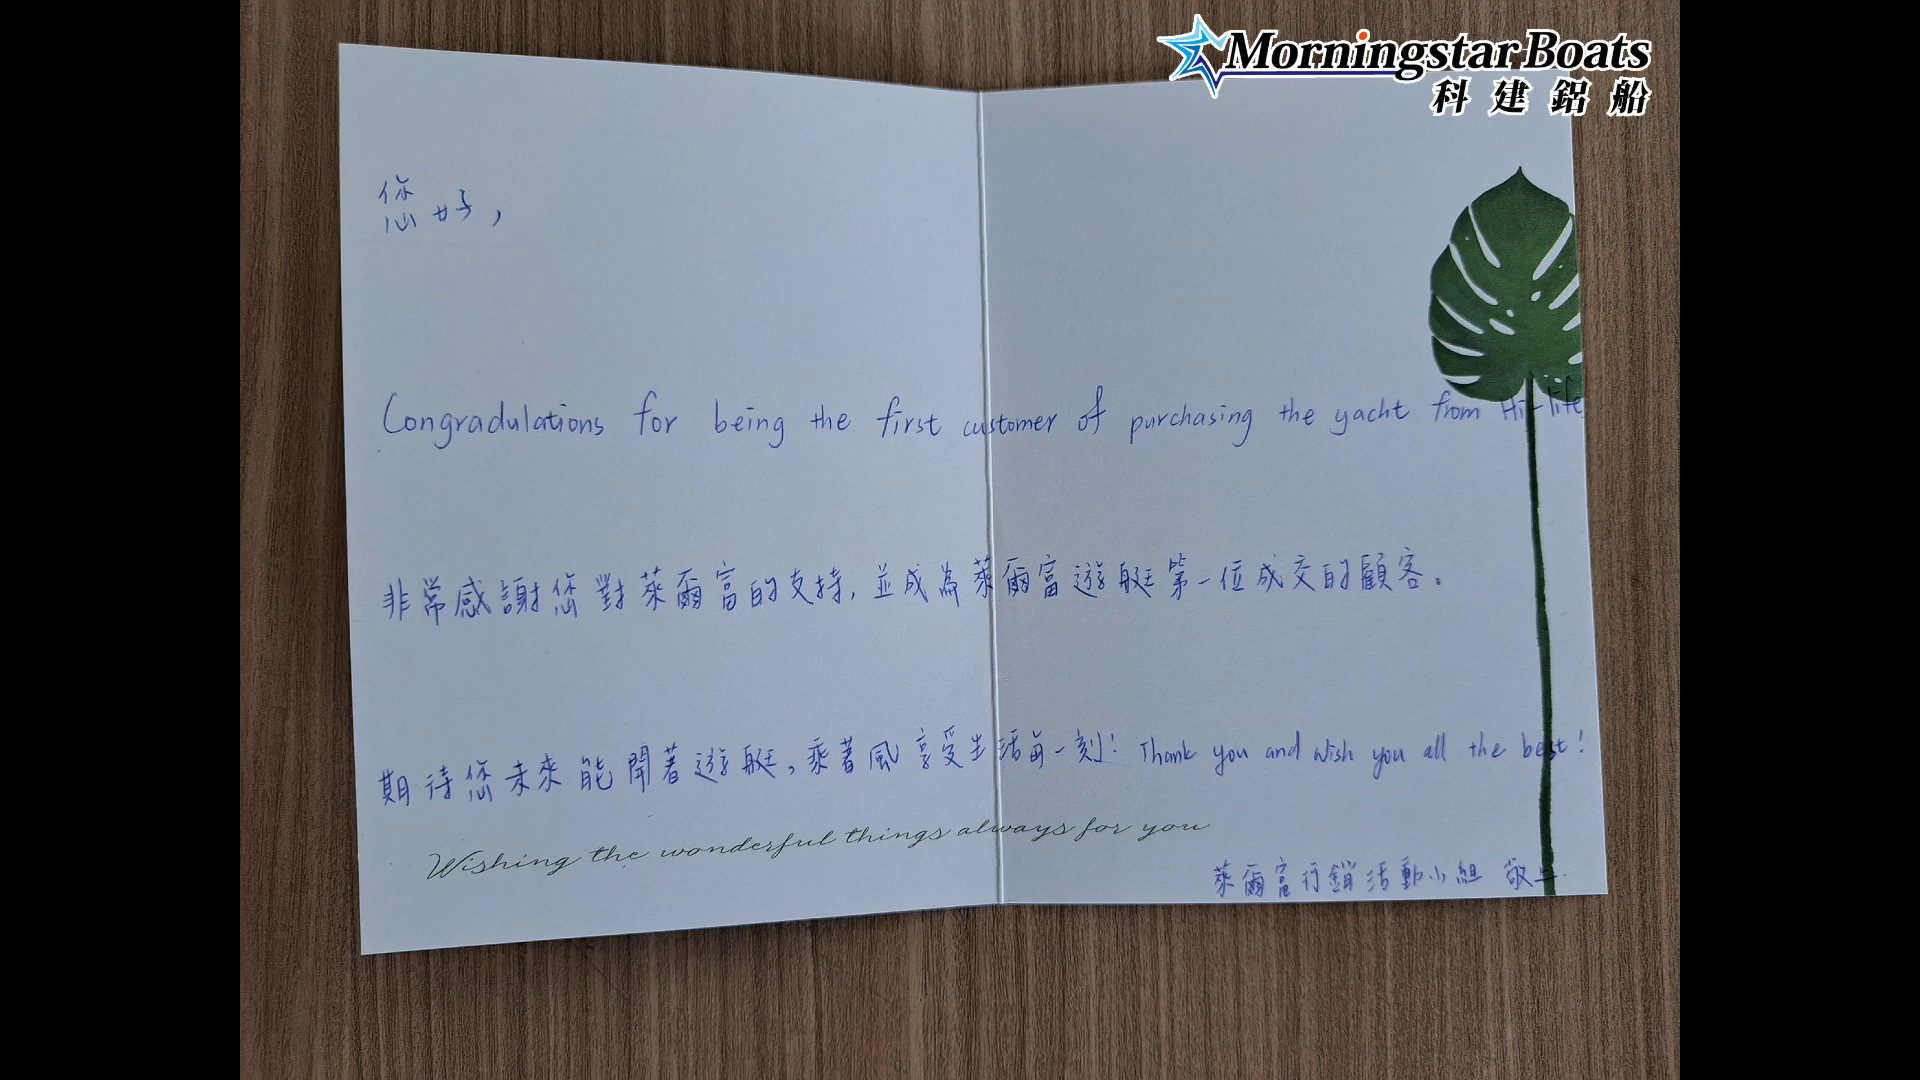 Morningstar Boats
科建鋁船
您好，
Congradulations for being the first customer of purchasing the yacht from Hi-life
非常感謝您對萊爾富的支持，並成為萊爾富遊艇第一位成交的顧客。
期待您未來能開著遊艇，乘著風享受生活每一刻！Thank you and wish you all the best!
Wishing the wonderful things always for you
萊爾富行銷活動小組 敬上.